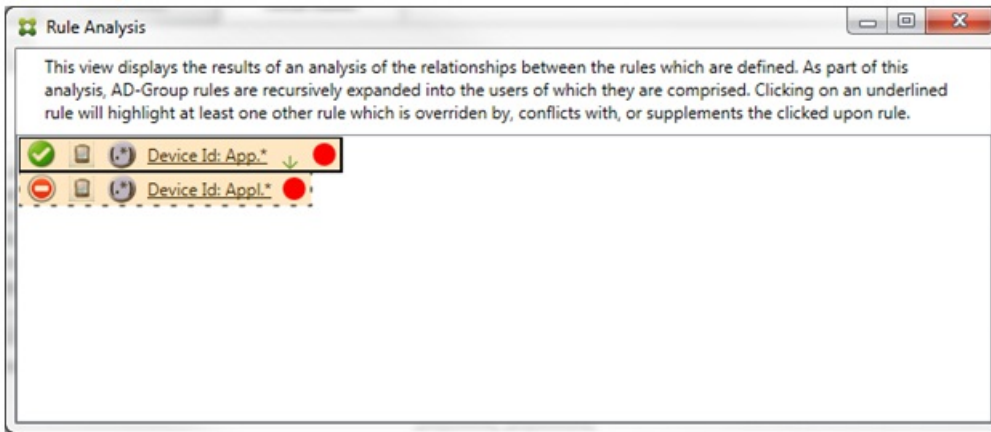 Rule Analysis
This view displays the results of an analysis of the relationships between the rules which are defined. As part of this
analysis, AD-Group rules are recursively expanded into the users of which they are comprised. Clicking on an underlined
rule will highlight at least one other rule which is overriden by, conflicts with, or supplements the clicked upon rule.
(.*) Device Id: App.*
(.*) Device Id: Appl.*